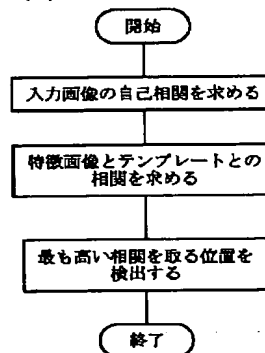 開始
入力画像の自己相関を求める
特徴画像とテンプレートとの
相関を求める
最も高い相関を取る位置を
検出する
終了